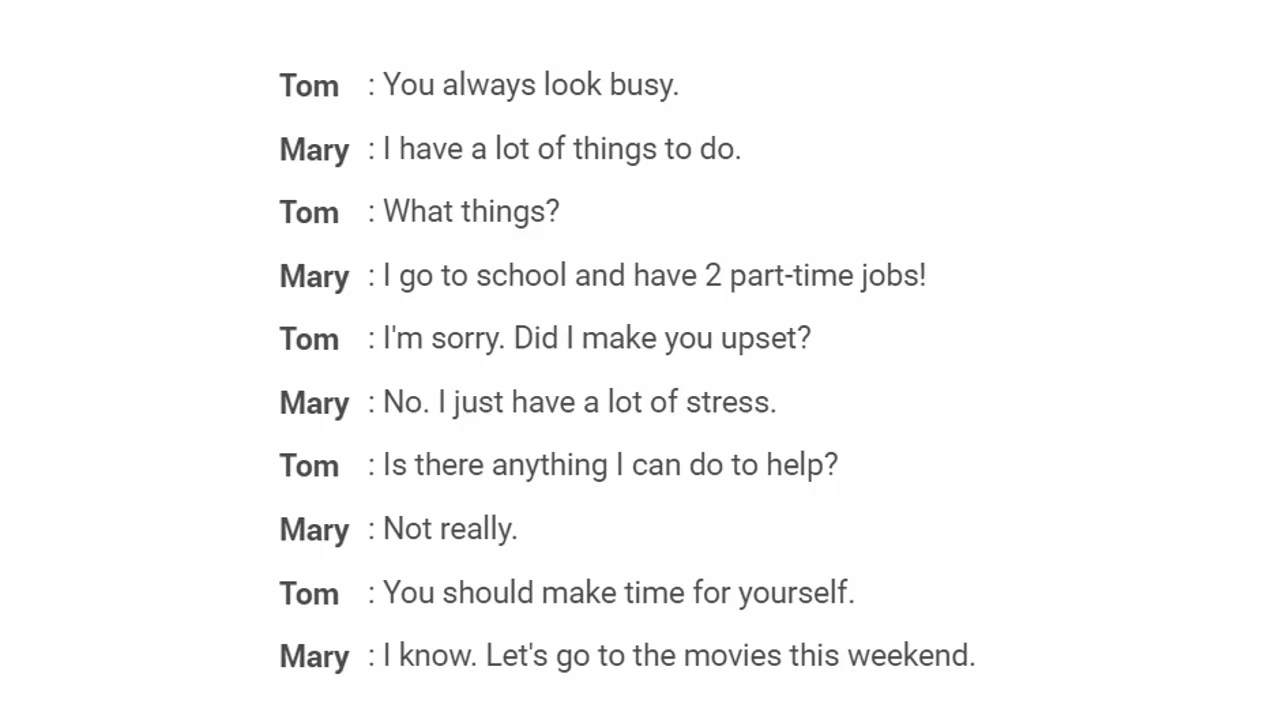 Tom : You always look busy.
Mary : I have a lot of things to do.
Tom : What things?
Mary : I go to school and have 2 part-time jobs!
Tom : I'm sorry. Did I make you upset?
Mary : No. I just have a lot of stress.
Tom : Is there anything I can do to help?
Mary : Not really.
Tom : You should make time for yourself.
Mary : I know. Let's go to the movies this weekend.